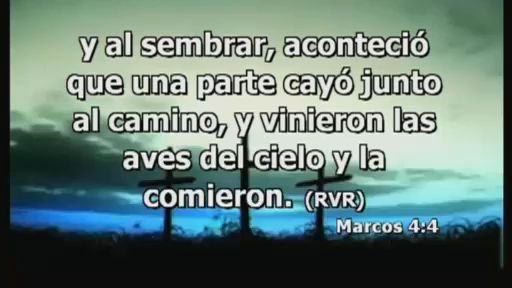 y al sembrar, aconteció
que una parte cayó junto
al camino, y vinieron las
aves del cielo y la
comieron. (RVR)
Marcos 4:4